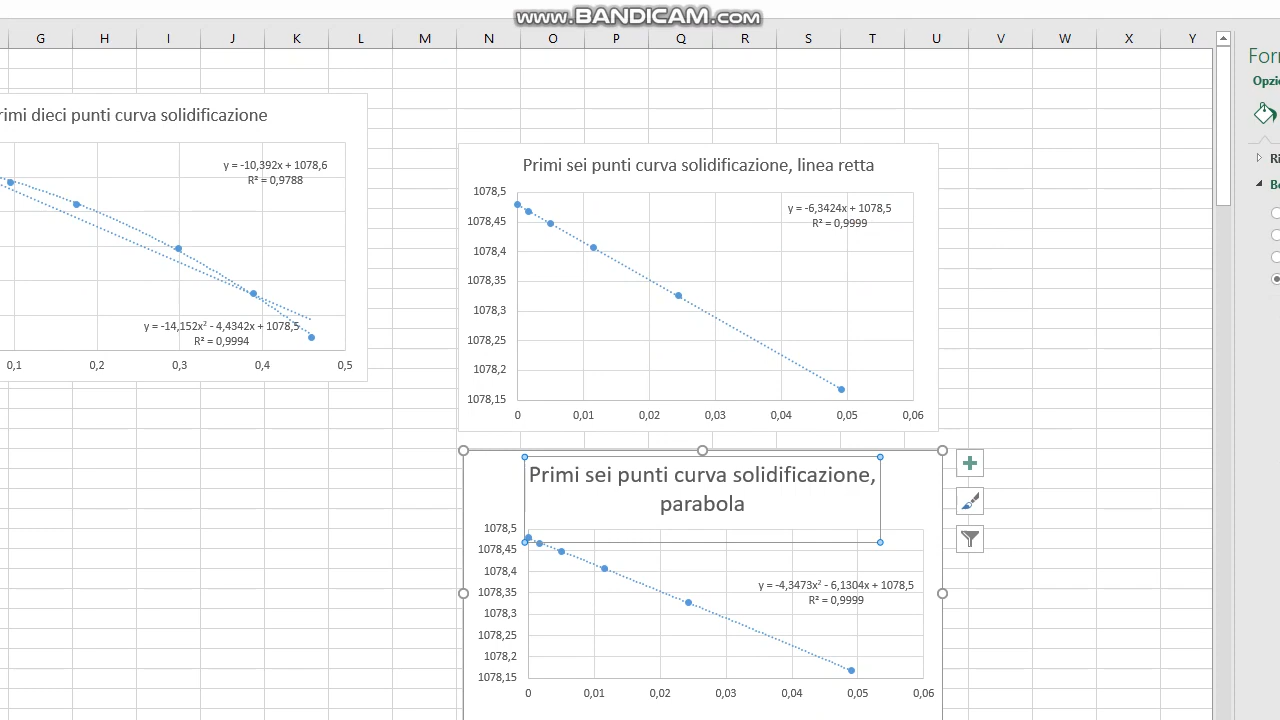 www.BANDICAM.com
G H I J K L M N O P Q R S T U V W X Y
Opzi
rimi dieci punti curva solidificazione
y = -10,392x + 1078,6
R² = 0,9788
y = -14,152x² - 4,4342x + 1078,5
R² = 0,9994
0,1 0,2 0,3 0,4 0,5
Primi sei punti curva solidificazione, linea retta
1078,5
1078,45
1078,4
1078,35
1078,3
1078,25
1078,2
1078,15
y = -6,3424x + 1078,5
R² = 0,9999
0 0,01 0,02 0,03 0,04 0,05 0,06
Primi sei punti curva solidificazione,
parabola
1078,5
1078,45
1078,4
1078,35
1078,3
1078,25
1078,2
1078,15
y = -4,3473x² - 6,1304x + 1078,5
R² = 0,9999
0 0,01 0,02 0,03 0,04 0,05 0,06